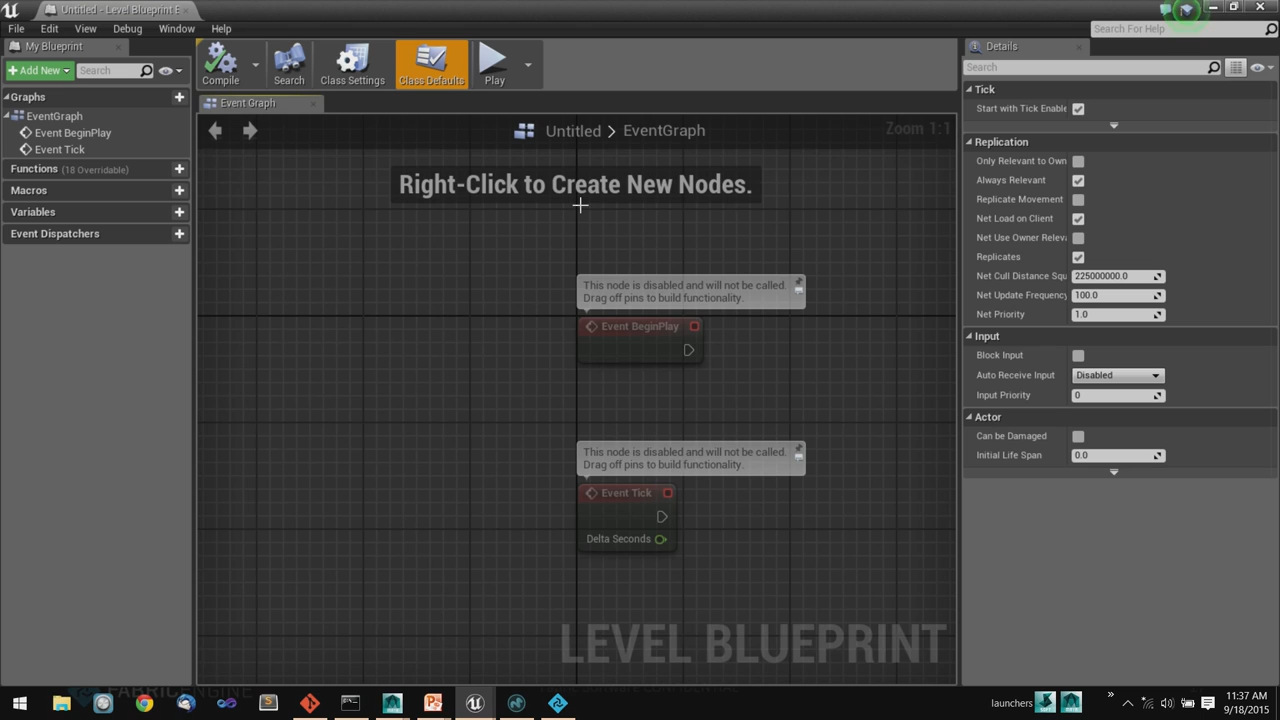 Untitled - Level Blueprint E
File Edit View Debug Window Help
Search For Help
My Blueprint
Add New
Search
Graphs
EventGraph
Event BeginPlay
Event Tick
Functions (18 Overridable)
Macros
Variables
Event Dispatchers
Compile
Search
Class Settings
Class Defaults
Play
Event Graph
Untitled > EventGraph
Zoom 1:1
Right-Click to Create New Nodes.
This node is disabled and will not be called.
Drag off pins to build functionality.
Event BeginPlay
This node is disabled and will not be called.
Drag off pins to build functionality.
Event Tick
Delta Seconds
LEVEL BLUEPRINT
Details
Search
Tick
Start with Tick Enable
Replication
Only Relevant to Own
Always Relevant
Replicate Movement
Net Load on Client
Net Use Owner Relev
Replicates
Net Cull Distance Squ 225000000.0
Net Update Frequency 100.0
Net Priority 1.0
Input
Block Input
Auto Receive Input Disabled
Input Priority 0
Actor
Can be Damaged
Initial Life Span 0.0
FABRIC ENGINE
launchers
11:37 AM
9/18/2015